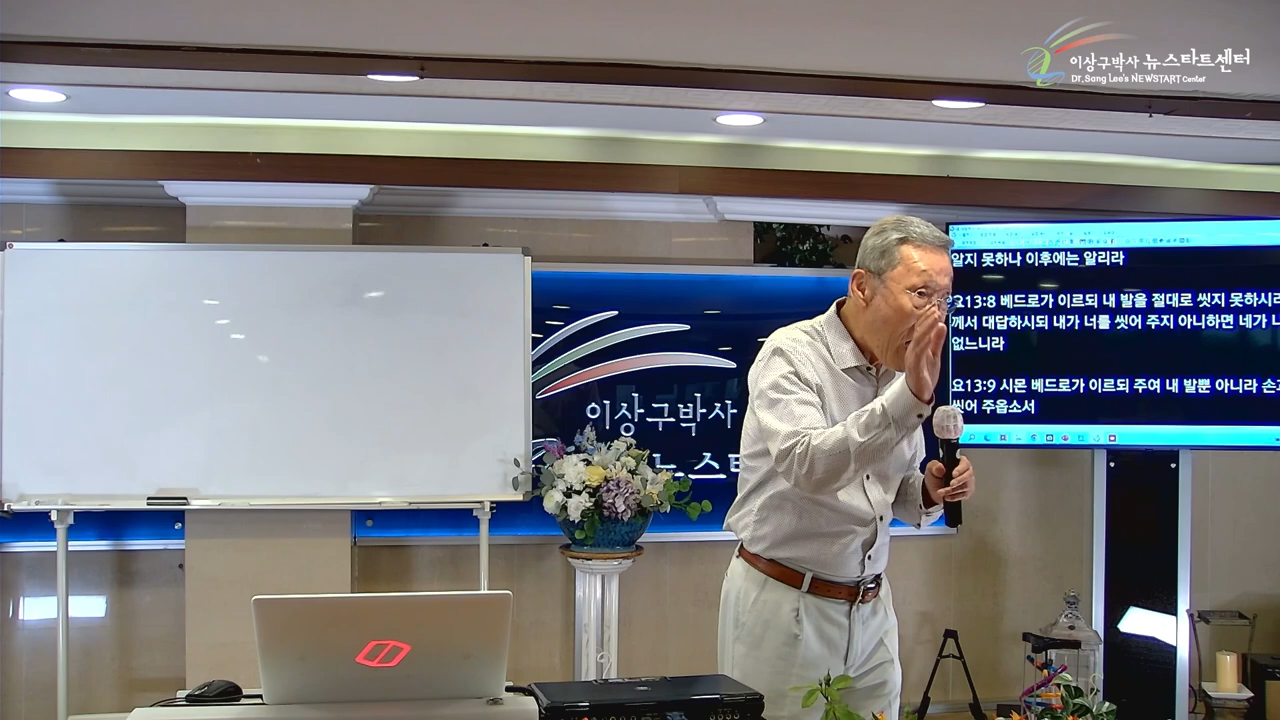 이상구박사 뉴스타트센터
Dr. Sang Lee's NEWSTART Center
알지 못하나 이후에는 알리라
요13:8 베드로가 이르되 내 발을 절대로 씻지 못하시리
께서 대답하시되 내가 너를 씻어 주지 아니하면 네가
없느니라
요13:9 시몬 베드로가 이르되 주여 내 발뿐 아니라
씻어 주옵소서
이상구박사
뉴스타